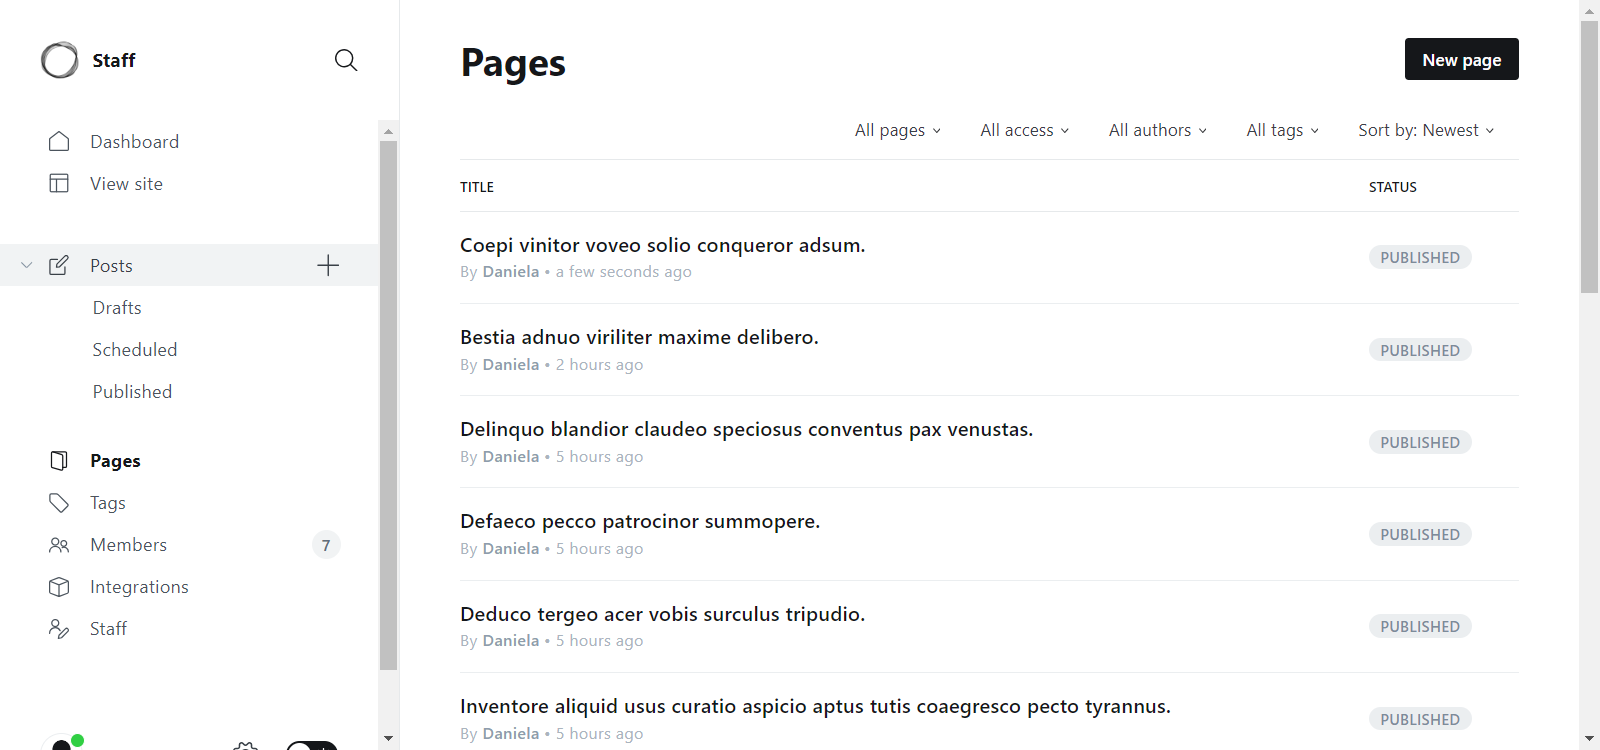 Staff
Dashboard
View site
Posts
Drafts
Scheduled
Published
Pages
Tags
Members 7
Integrations
Staff
Pages
New page
All pages All access All authors All tags Sort by: Newest
TITLE STATUS
Coepi vinitor voveo solio conqueror adsum.
By Daniela • a few seconds ago
PUBLISHED
Bestia adnuo viriliter maxime delibero.
By Daniela • 2 hours ago
PUBLISHED
Delinquo blandior claudeo speciosus conventus pax venustas.
By Daniela • 5 hours ago
PUBLISHED
Defaeco pecco patrocinor summopere.
By Daniela • 5 hours ago
PUBLISHED
Deduco tergeo acer vobis surculus tripudio.
By Daniela • 5 hours ago
PUBLISHED
Inventore aliquid usus curatio aspicio aptus tutis coaegresco pecto tyrannus.
By Daniela • 5 hours ago
PUBLISHED